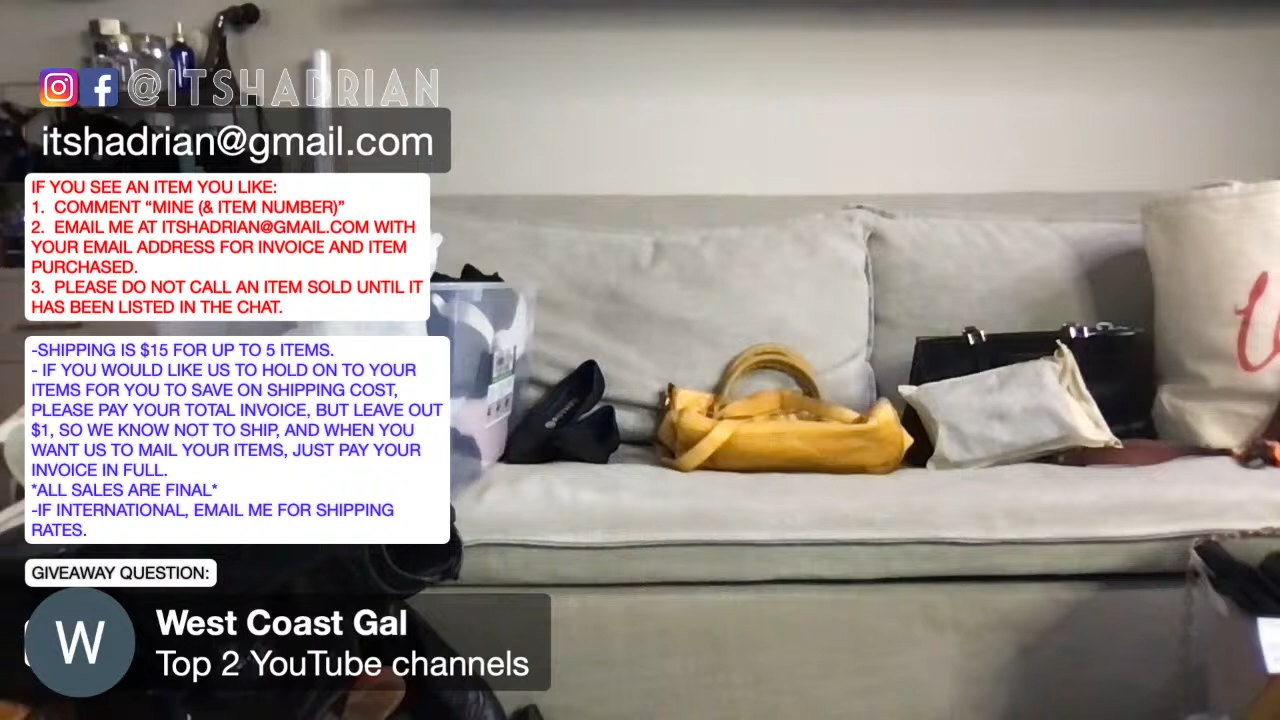 @ITSHADRIAN
itshadrian@gmail.com
IF YOU SEE AN ITEM YOU LIKE:
1. COMMENT “MINE (& ITEM NUMBER)”
2. EMAIL ME AT ITSHADRIAN@GMAIL.COM WITH
YOUR EMAIL ADDRESS FOR INVOICE AND ITEM
PURCHASED.
3. PLEASE DO NOT CALL AN ITEM SOLD UNTIL IT
HAS BEEN LISTED IN THE CHAT.
-SHIPPING IS $15 FOR UP TO 5 ITEMS.
- IF YOU WOULD LIKE US TO HOLD ON TO YOUR
ITEMS FOR YOU TO SAVE ON SHIPPING COST,
PLEASE PAY YOUR TOTAL INVOICE, BUT LEAVE OUT
$1, SO WE KNOW NOT TO SHIP, AND WHEN YOU
WANT US TO MAIL YOUR ITEMS, JUST PAY YOUR
INVOICE IN FULL.
*ALL SALES ARE FINAL*
-IF INTERNATIONAL, EMAIL ME FOR SHIPPING
RATES.
GIVEAWAY QUESTION:
W
West Coast Gal
Top 2 YouTube channels